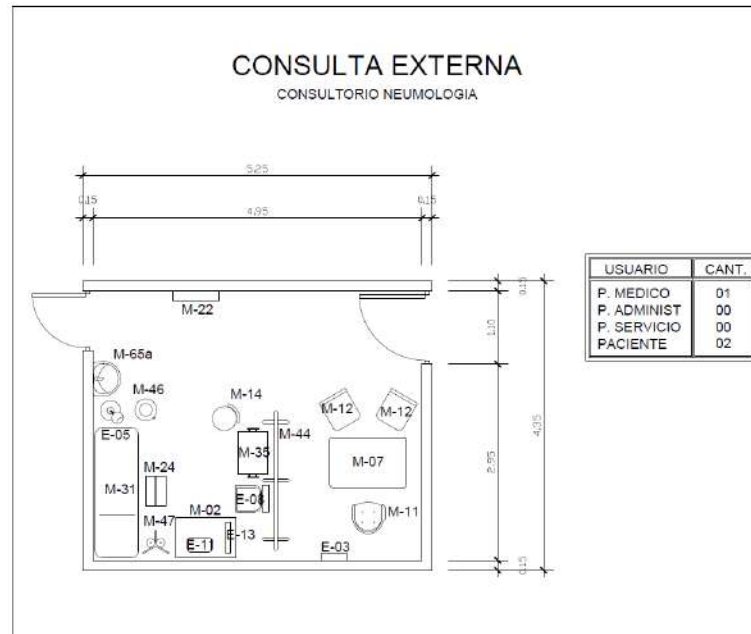 CONSULTA EXTERNA
CONSULTORIO NEUMOLOGIA
5,25
0,15
4,95
0,15
USUARIO CANT.
P. MEDICO 01
P. ADMINIST 00
P. SERVICIO 00
PACIENTE 02
0,15
1,10
4,35
2,95
0,15
M-22
M-65a
M-46
M-14
M-12
M-12
E-05
M-44
M-35
M-07
M-24
M-31
E-08
M-02
M-11
M-47
E-13
E-11
E-03